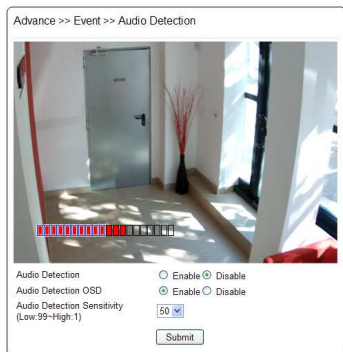 Advance >> Event >> Audio Detection
Audio Detection Enable Disable
Audio Detection OSD Enable Disable
Audio Detection Sensitivity
(Low:99~High:1) 50
Submit